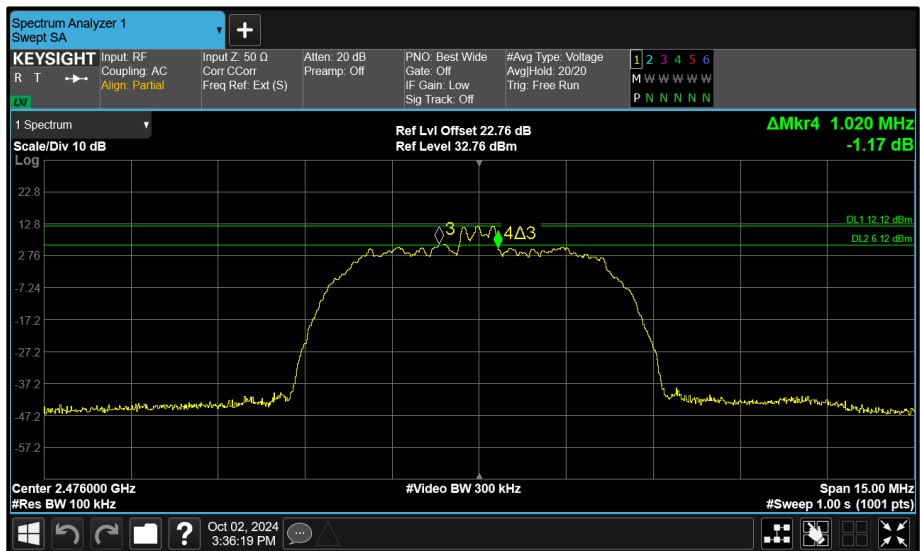 Spectrum Analyzer 1
Swept SA
+
KEYSIGHT
R T
LXI
Input: RF
Coupling: AC
Align: Partial
Input Z: 50 Ω
Corr CCorr
Freq Ref: Ext (S)
Atten: 20 dB
Preamp: Off
PNO: Best Wide
Gate: Off
IF Gain: Low
Sig Track: Off
#Avg Type: Voltage
Avg|Hold: 20/20
Trig: Free Run
1 2 3 4 5 6
M W W W W W W
P N N N N N N
1 Spectrum
Scale/Div 10 dB
Ref Lvl Offset 22.76 dB
Ref Level 32.76 dBm
ΔMkr4 1.020 MHz
-1.17 dB
Log
22.8
12.8
2.76
-7.24
-17.2
-27.2
-37.2
-47.2
-57.2
3
4Δ3
DL1 12.12 dBm
DL2 6.12 dBm
Center 2.476000 GHz
#Video BW 300 kHz
Span 15.00 MHz
#Res BW 100 kHz
#Sweep 1.00 s (1001 pts)
?
Oct 02, 2024
3:36:19 PM